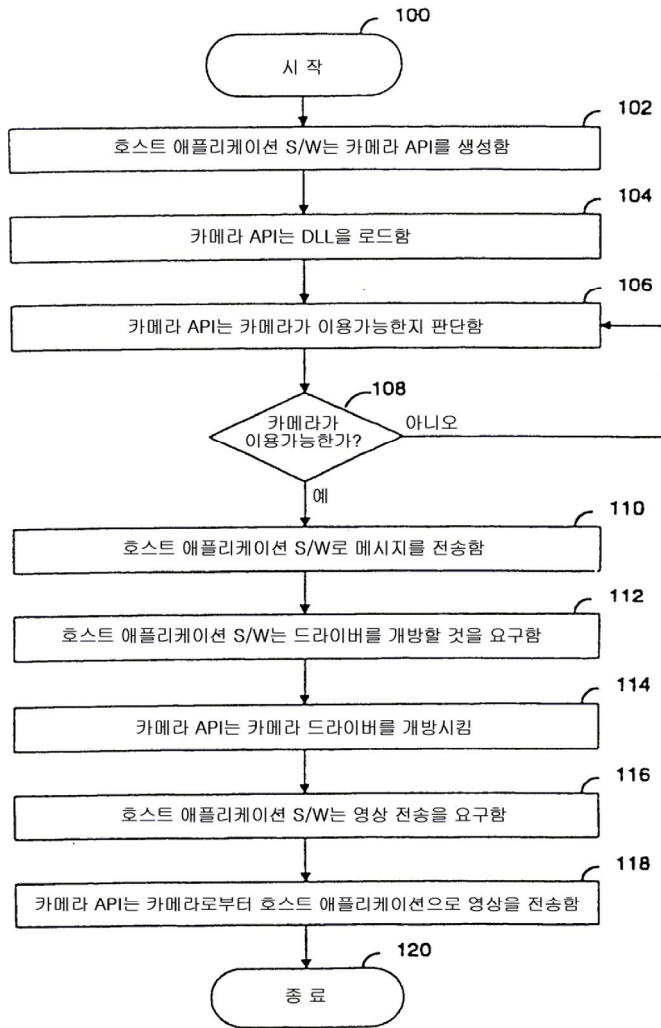 100
시 작
102
호스트 애플리케이션 S/W는 카메라 API를 생성함
104
카메라 API는 DLL을 로드함
106
카메라 API는 카메라가 이용가능한지 판단함
108
카메라가
이용가능한가?
아니오
예
110
호스트 애플리케이션 S/W로 메시지를 전송함
112
호스트 애플리케이션 S/W는 드라이버를 개방할 것을 요구함
114
카메라 API는 카메라 드라이버를 개방시킴
116
호스트 애플리케이션 S/W는 영상 전송을 요구함
118
카메라 API는 카메라로부터 호스트 애플리케이션으로 영상을 전송함
120
종 료